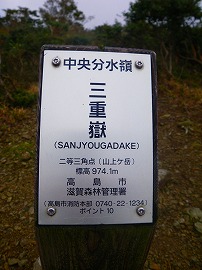 中央分水嶺
三重嶽
(SANJYOUGADAKE)
二等三角点（山上ケ岳）
標高 974.1m
高島市
滋賀森林管理署
（高島市消防本部 0740-22-1234）
ポイント 10